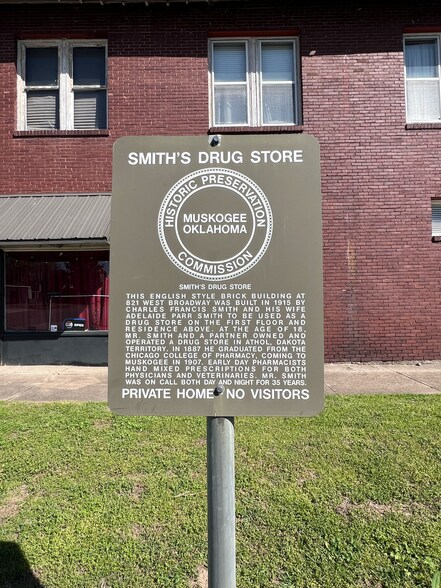 SMITH'S DRUG STORE
HISTORIC PRESERVATION
MUSKOGEE
OKLAHOMA
COMMISSION
SMITH'S DRUG STORE
THIS ENGLISH STYLE BRICK BUILDING AT
821 WEST BROADWAY WAS BUILT IN 1915 BY
CHARLES FRANCIS SMITH AND HIS WIFE
ADELAIDE PARR SMITH TO BE USED AS A
DRUG STORE ON THE FIRST FLOOR AND
RESIDENCE ABOVE. AT THE AGE OF 18,
MR. SMITH AND A PARTNER OWNED AND
OPERATED A DRUG STORE IN ATHOL, DAKOTA
TERRITORY. IN 1887 HE GRADUATED FROM THE
CHICAGO COLLEGE OF PHARMACY, COMING TO
MUSKOGEE IN 1907. EARLY DAY PHARMACISTS
HAND MIXED PRESCRIPTIONS FOR BOTH
PHYSICIANS AND VETERINARIES. MR. SMITH
WAS ON CALL BOTH DAY AND NIGHT FOR 35 YEARS.
PRIVATE HOME NO VISITORS